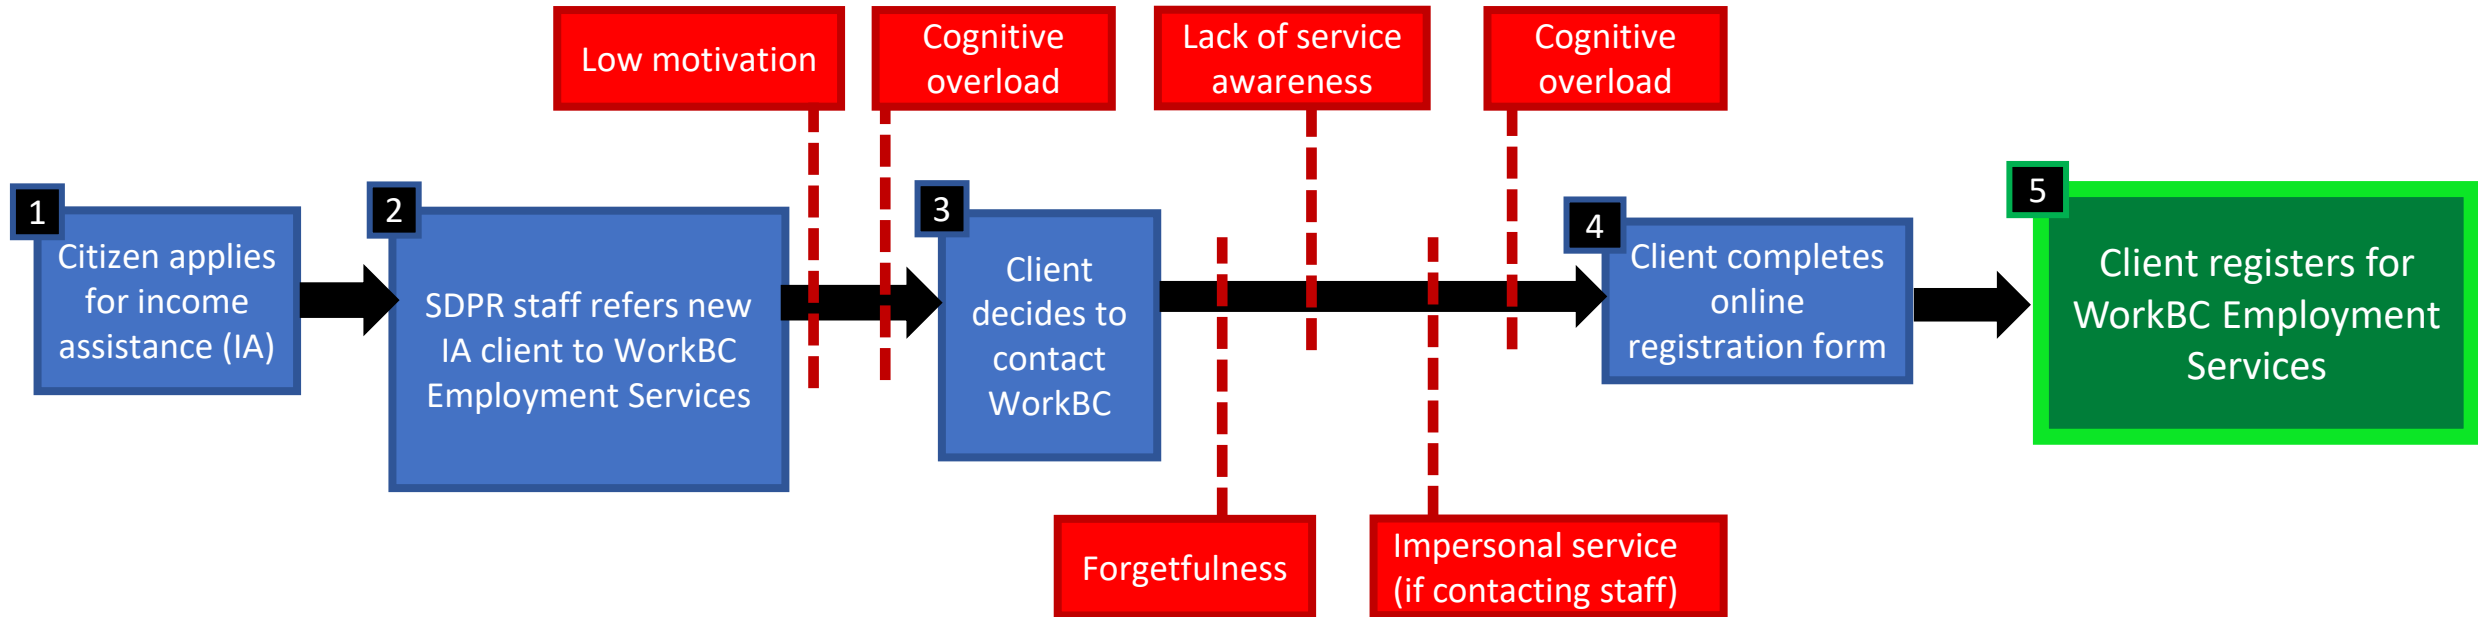 Low motivation
Cognitive
overload
Lack of service
awareness
Cognitive
overload
1
Citizen applies
for income
assistance (IA)
2
SDPR staff refers new
IA client to WorkBC
Employment Services
3
Client
decides to
contact
WorkBC
4
Client completes
online
registration form
5
Client registers for
WorkBC Employment
Services
Forgetfulness
Impersonal service
(if contacting staff)